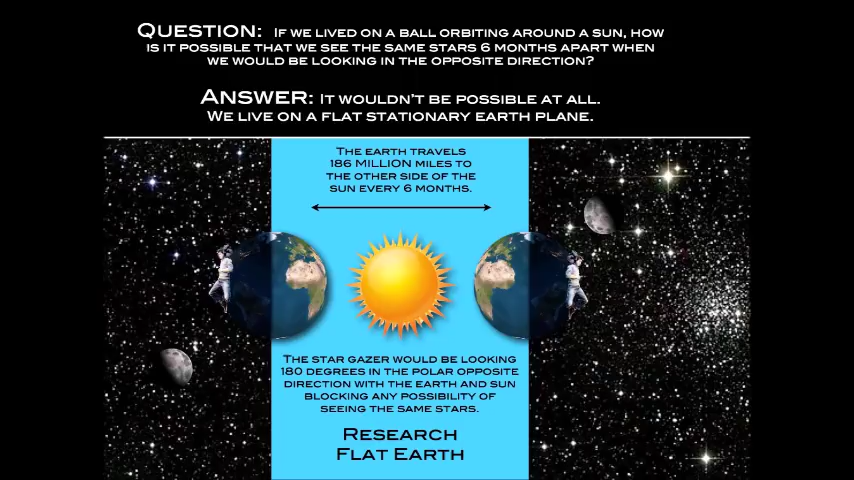 QUESTION: IF WE LIVED ON A BALL ORBITING AROUND A SUN, HOW
IS IT POSSIBLE THAT WE SEE THE SAME STARS 6 MONTHS APART WHEN
WE WOULD BE LOOKING IN THE OPPOSITE DIRECTION?
ANSWER: IT WOULDN'T BE POSSIBLE AT ALL.
WE LIVE ON A FLAT STATIONARY EARTH PLANE.
THE EARTH TRAVELS
186 MILLION MILES TO
THE OTHER SIDE OF THE
SUN EVERY 6 MONTHS.
THE STAR GAZER WOULD BE LOOKING
180 DEGREES IN THE POLAR OPPOSITE
DIRECTION WITH THE EARTH AND SUN
BLOCKING ANY POSSIBILITY OF
SEEING THE SAME STARS.
RESEARCH
FLAT EARTH